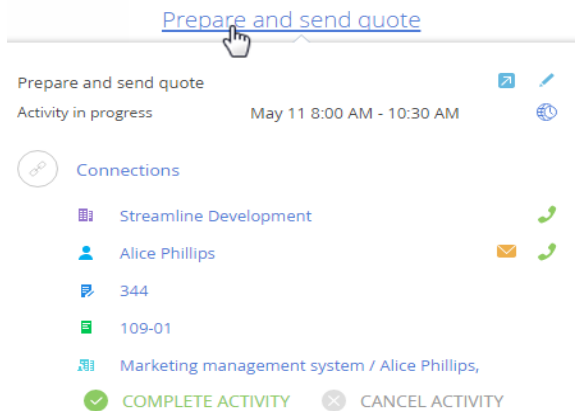 Prepare and send quote
Prepare and send quote
Activity in progress May 11 8:00 AM - 10:30 AM
Connections
Streamline Development
Alice Phillips
344
109-01
Marketing management system / Alice Phillips,
COMPLETE ACTIVITY CANCEL ACTIVITY